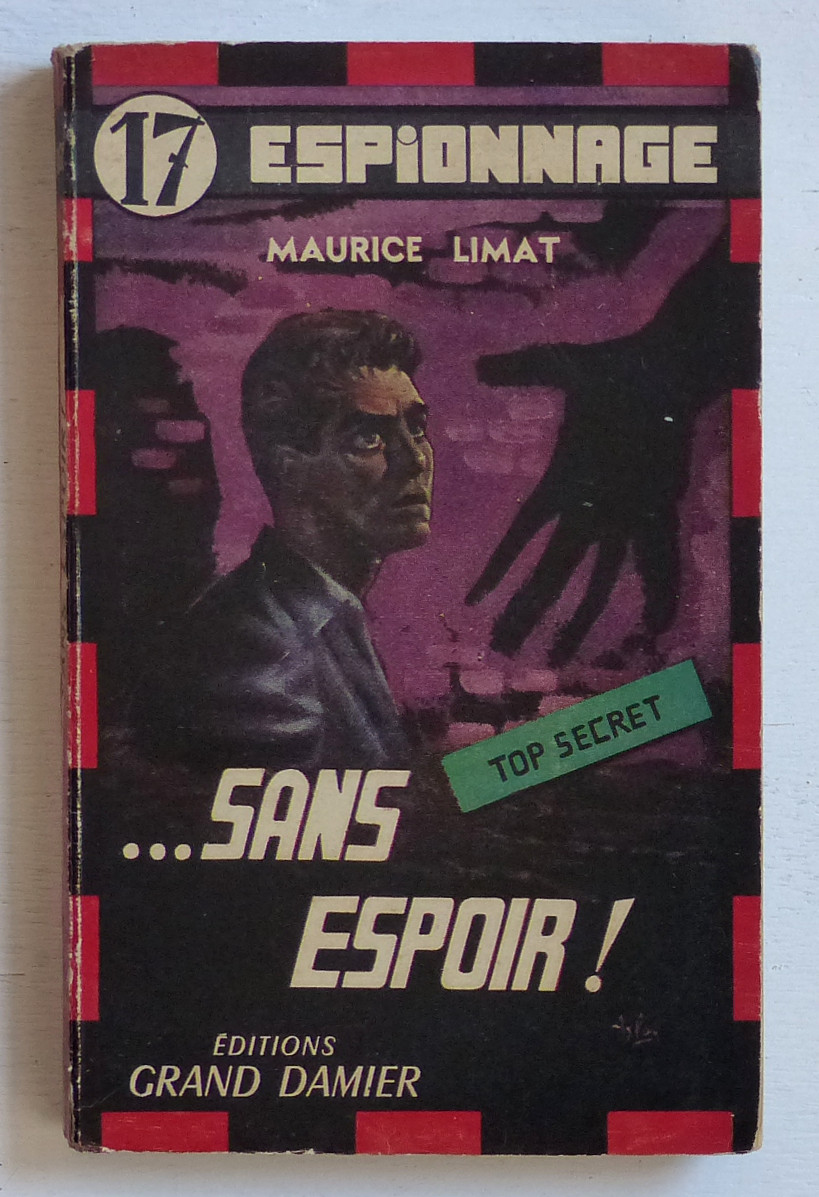 17 ESPiONNAGE
MAURICE LIMAT
TOP SECRET
...SANS
ESPOIR!
ÉDITIONS
GRAND DAMIER